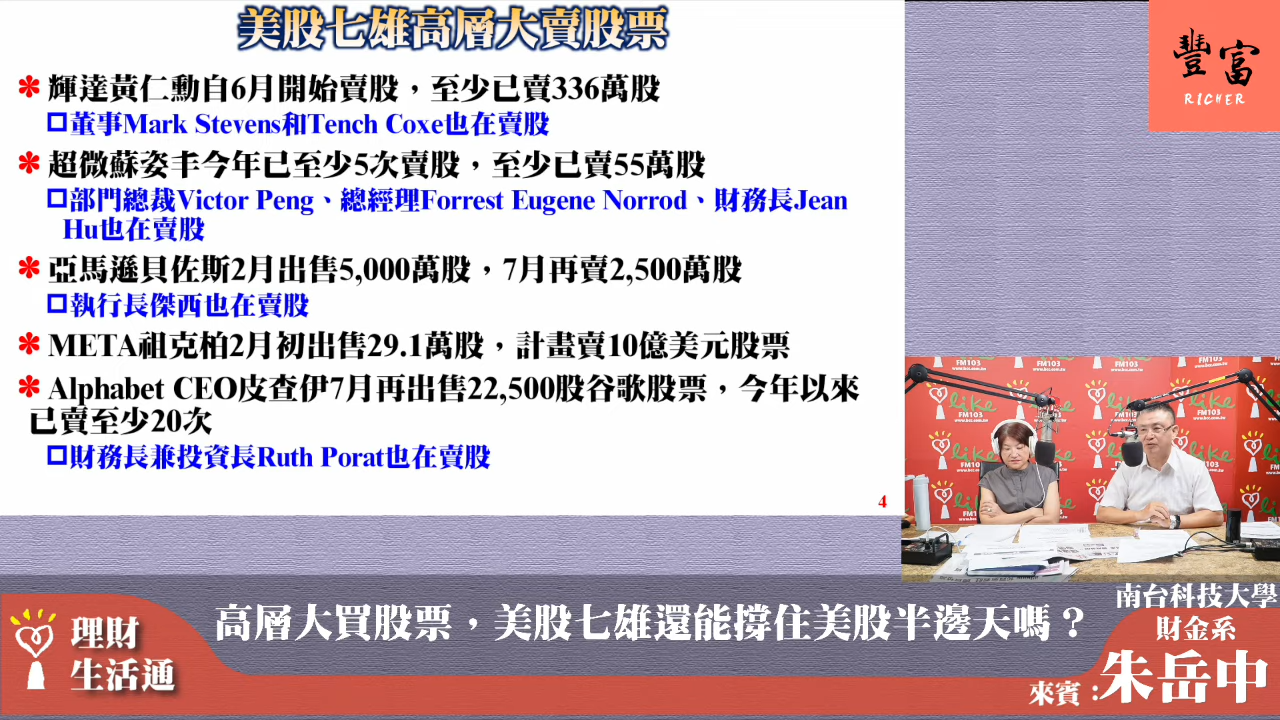 美股七雄高層大賣股票
豐富
RICHER
✽ 輝達黃仁勳自6月開始賣股，至少已賣336萬股
董事Mark Stevens和Tench Coxe也在賣股
✽ 超微蘇姿丰今年已至少5次賣股，至少已賣55萬股
部門總裁Victor Peng、總經理Forrest Eugene Norrod、財務長Jean
Hu也在賣股
✽ 亞馬遜貝佐斯2月出售5,000萬股，7月再賣2,500萬股
執行長傑西也在賣股
✽ META祖克柏2月初出售29.1萬股，計畫賣10億美元股票
✽ Alphabet CEO皮查伊7月再出售22,500股谷歌股票，今年以來
已賣至少20次
財務長兼投資長Ruth Porat也在賣股
4
like
FM103
www.bcc.com.tw
理財
生活通
高層大買股票，美股七雄還能撐住美股半邊天嗎？
南台科技大學
財金系
來賓：朱岳中